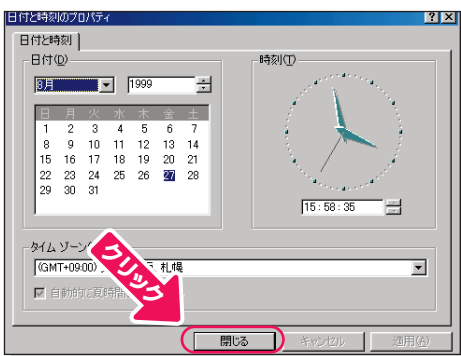 日付と時刻のプロパティ
日付と時刻
日付(D)
8月 1999
日 月 火 水 木 金 土
1 2 3 4 5 6 7
8 9 10 11 12 13 14
15 16 17 18 19 20 21
22 23 24 25 26 27 28
29 30 31
時刻(T)
15:58:35
タイム ゾーン
(GMT+09:00) 札幌
自動的に夏時間
クリック
閉じる キャンセル 適用(A)